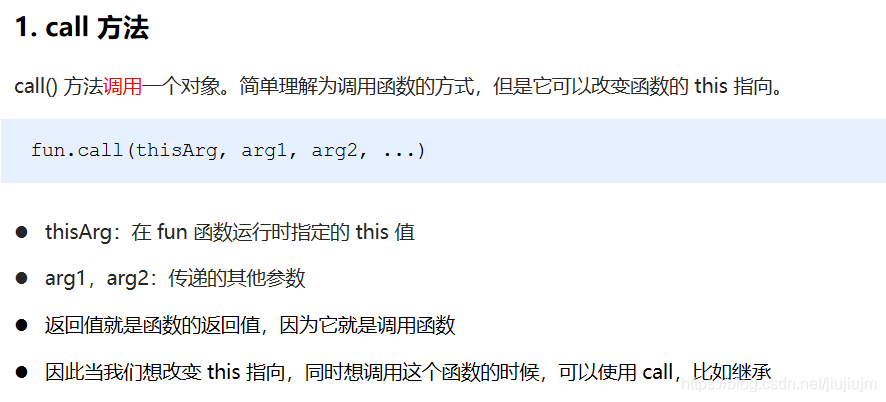 1. call 方法
call() 方法调用一个对象。简单理解为调用函数的方式，但是它可以改变函数的 this 指向。
fun.call(thisArg, arg1, arg2, ...)
● thisArg：在 fun 函数运行时指定的 this 值
● arg1，arg2：传递的其他参数
● 返回值就是函数的返回值，因为它就是调用函数
● 因此当我们想改变 this 指向，同时想调用这个函数的时候，可以使用 call，比如继承
https://blog.csdn.net/jiujiujm